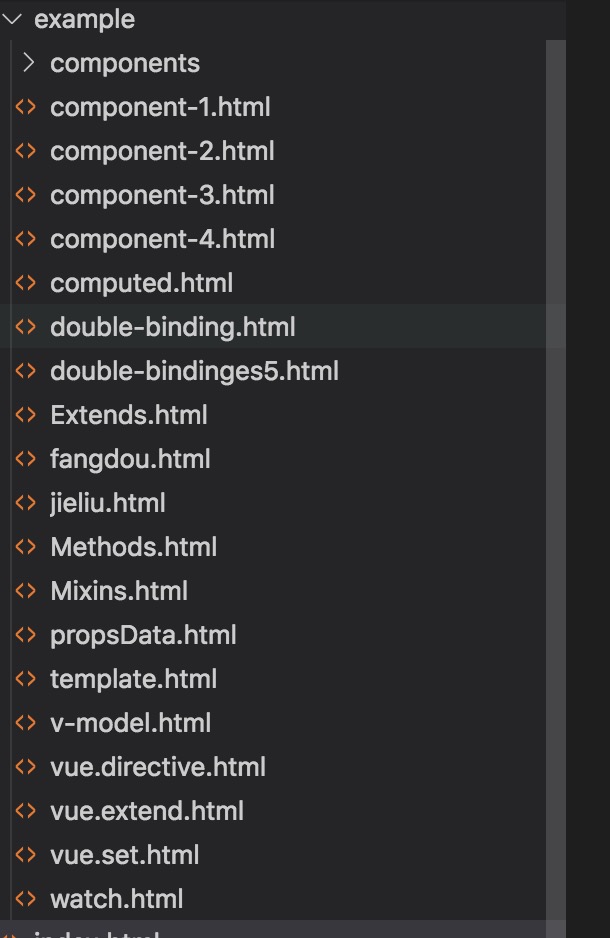 example
components
component-1.html
component-2.html
component-3.html
component-4.html
computed.html
double-binding.html
double-bindinges5.html
Extends.html
fangdou.html
jieliu.html
Methods.html
Mixins.html
propsData.html
template.html
v-model.html
vue.directive.html
vue.extend.html
vue.set.html
watch.html
index.html